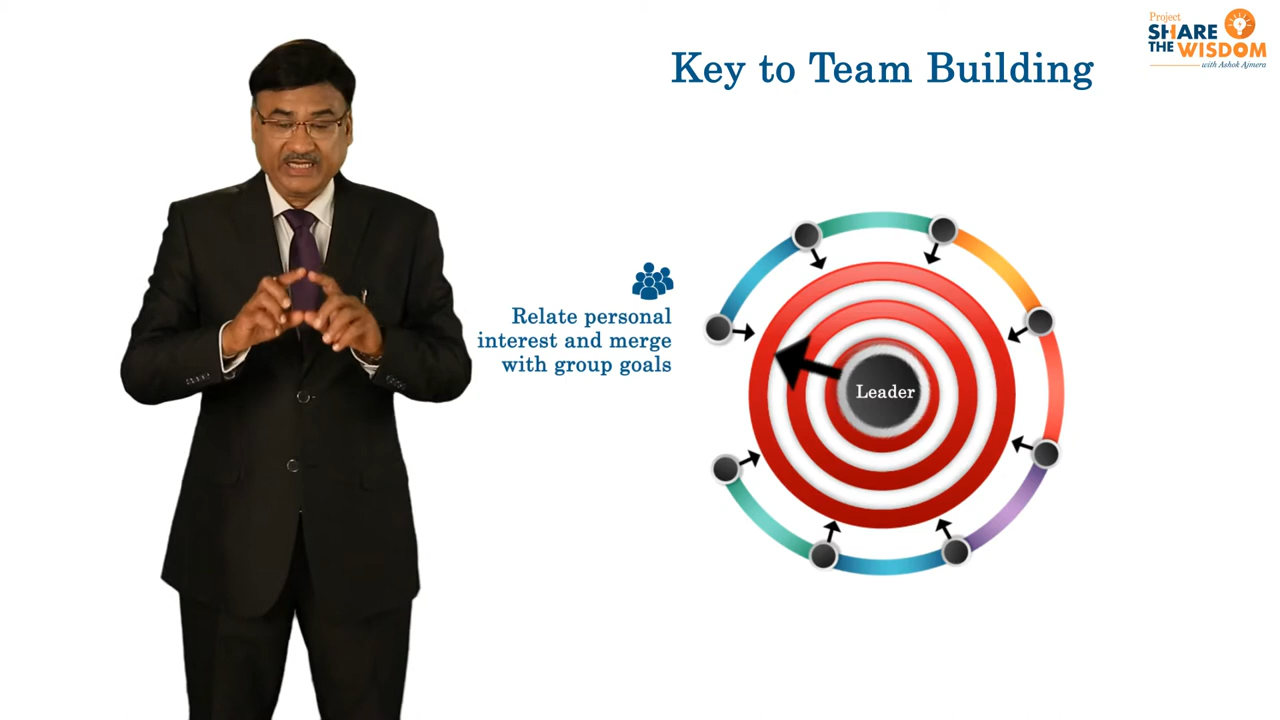 Project
SHARE
THE WISDOM
with Ashok Ajmera
Key to Team Building
Relate personal
interest and merge
with group goals
Leader